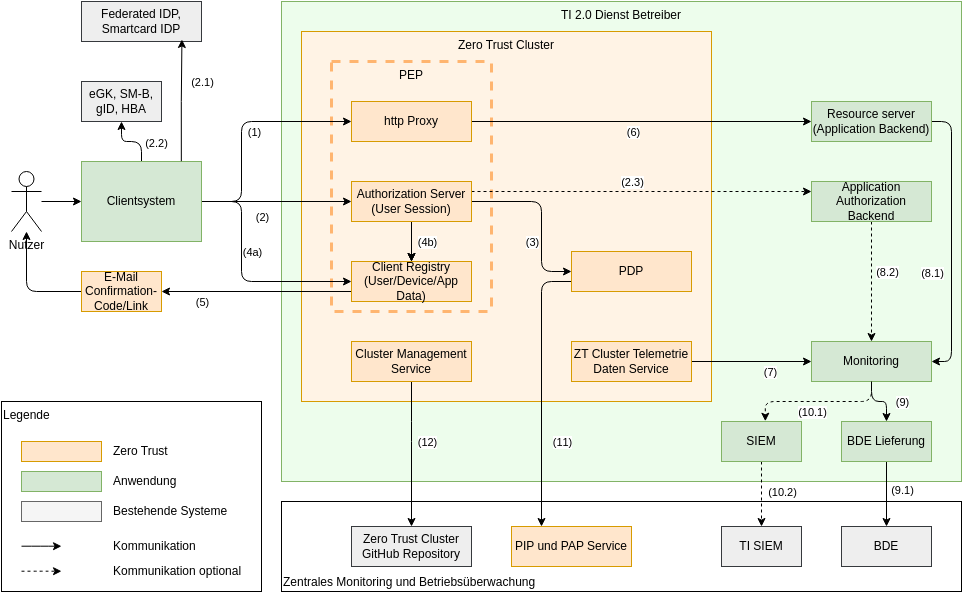 Federated IDP,
Smartcard IDP
TI 2.0 Dienst Betreiber
Zero Trust Cluster
PEP
(2.1)
eGK, SM-B,
gID, HBA
(2.2)
(1)
http Proxy
(6)
Resource server
(Application Backend)
Clientsystem
(2)
Authorization Server
(User Session)
(2.3)
Application
Authorization
Backend
Nutzer
(4a)
(4b)
(3)
Client Registry
(User/Device/App
Data)
PDP
(8.2)
(8.1)
E-Mail
Confirmation-
Code/Link
(5)
Cluster Management
Service
ZT Cluster Telemetrie
Daten Service
(7)
Monitoring
(10.1)
(9)
Legende
Zero Trust
Anwendung
Bestehende Systeme
Kommunikation
Kommunikation optional
(12)
(11)
SIEM
BDE Lieferung
(10.2)
(9.1)
Zero Trust Cluster
GitHub Repository
PIP und PAP Service
TI SIEM
BDE
Zentrales Monitoring und Betriebsüberwachung